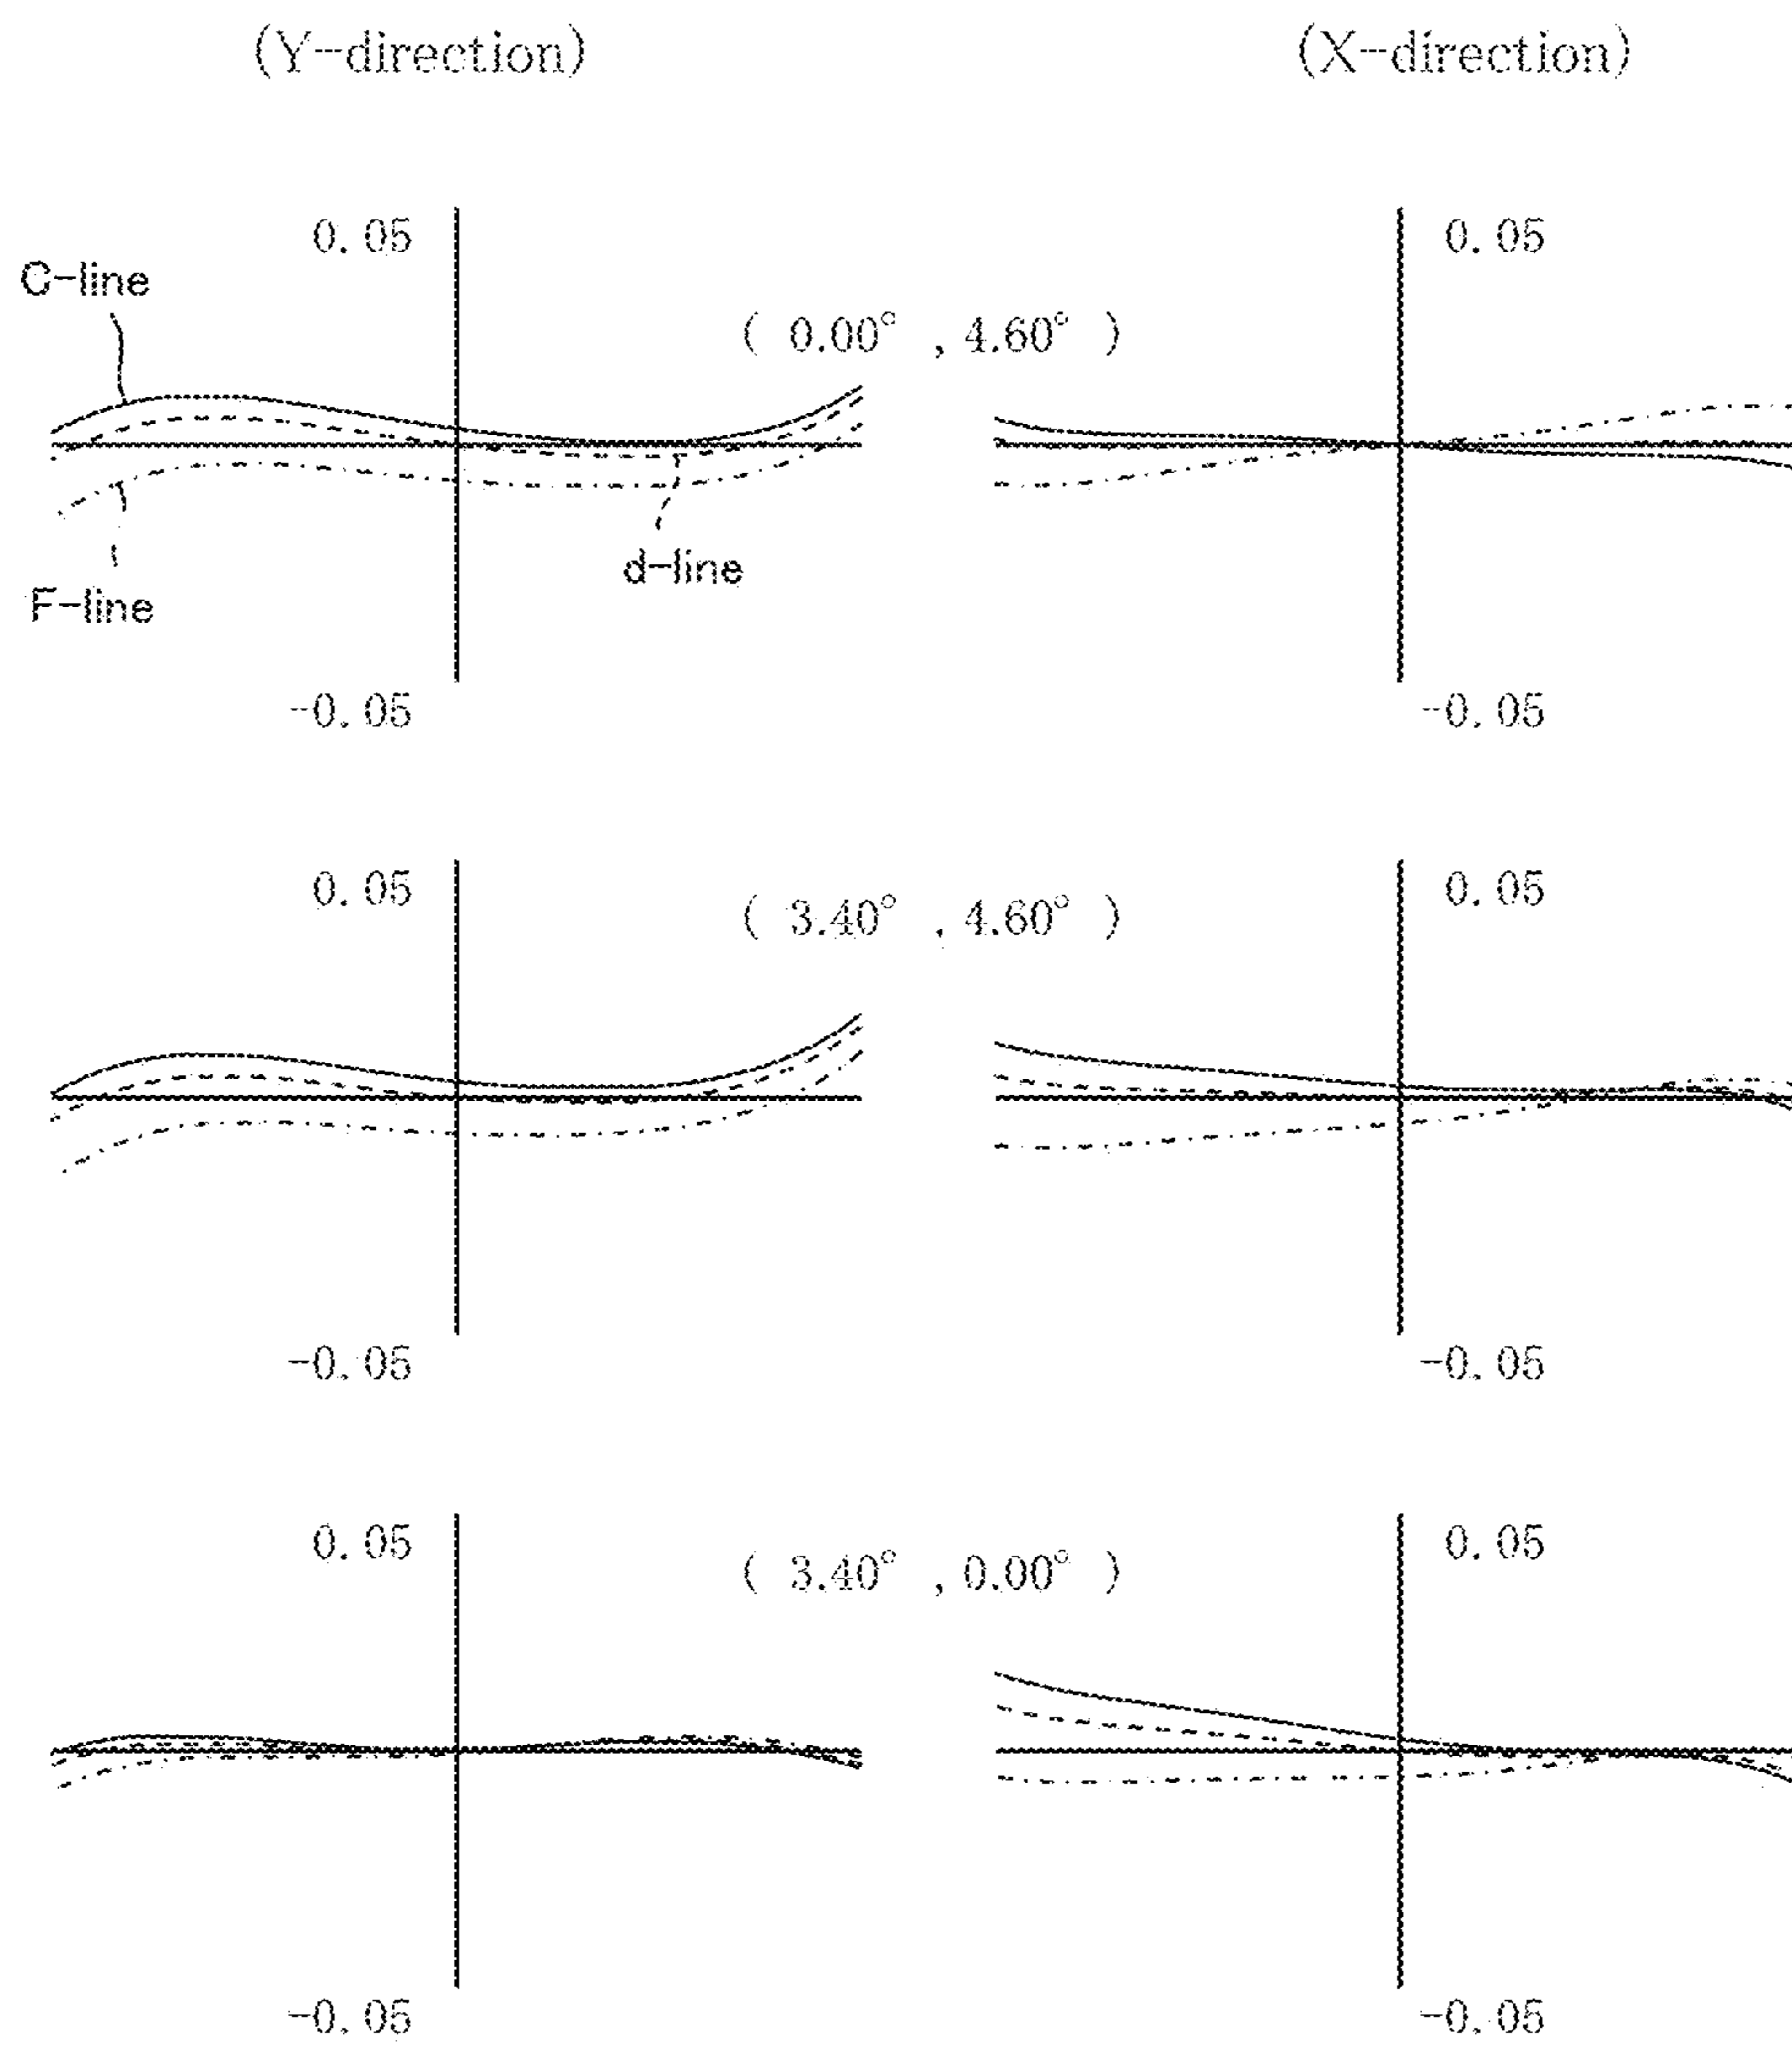 (Y-direction) (X-direction)
0.05 0.05
C-line
( 0.00° , 4.60° )
d-line
F-line
-0.05 -0.05
0.05 0.05
( 3.40° , 4.60° )
-0.05 -0.05
0.05 0.05
( 3.40° , 0.00° )
-0.05 -0.05